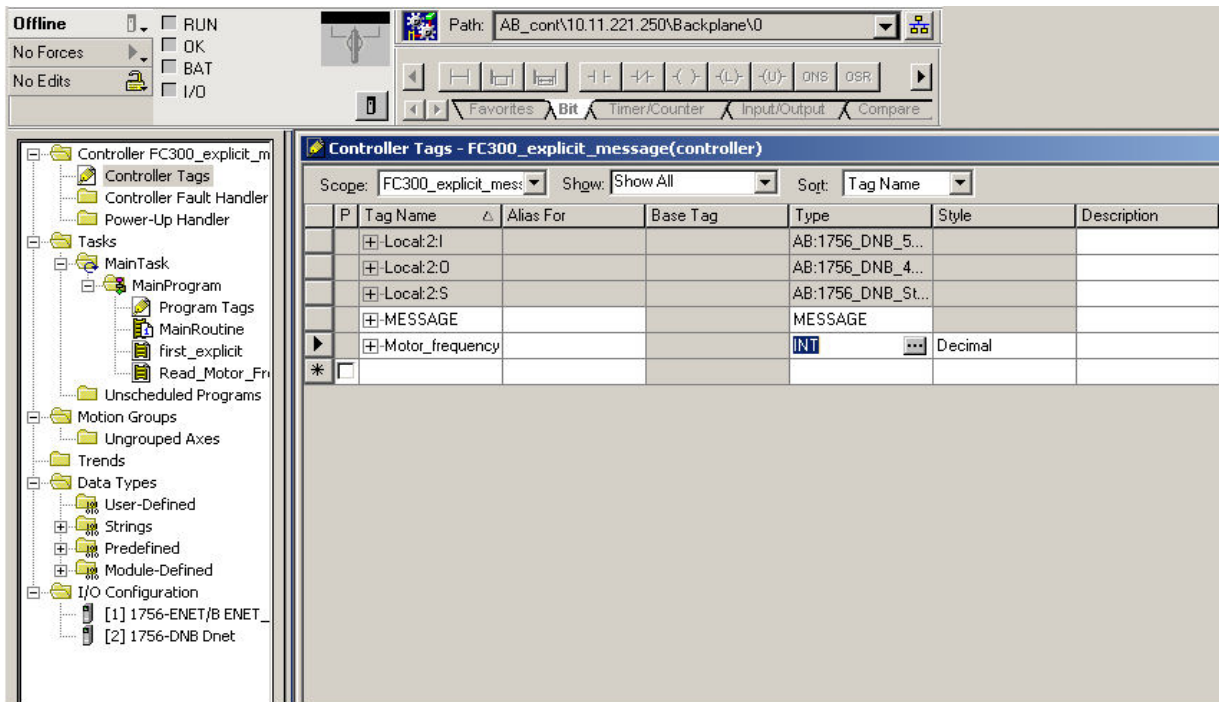 Offline
RUN
No Forces
OK
BAT
No Edits
I/O
Path: AB_cont\10.11.221.250\Backplane\0
ONS OSR
Favorites Bit Timer/Counter Input/Output Compare
Controller FC300_explicit_m
Controller Tags
Controller Fault Handler
Power-Up Handler
Tasks
MainTask
MainProgram
Program Tags
MainRoutine
first_explicit
Read_Motor_Fr
Unscheduled Programs
Motion Groups
Ungrouped Axes
Trends
Data Types
User-Defined
Strings
Predefined
Module-Defined
I/O Configuration
[1] 1756-ENET/B ENET_
[2] 1756-DNB Dnet
Controller Tags - FC300_explicit_message(controller)
Scope: FC300_explicit_mes Show: Show All Sort: Tag Name
P Tag Name Alias For Base Tag Type Style Description
Local:2:I AB:1756_DNB_5...
Local:2:O AB:1756_DNB_4...
Local:2:S AB:1756_DNB_St...
MESSAGE MESSAGE
Motor_frequency INT ... Decimal